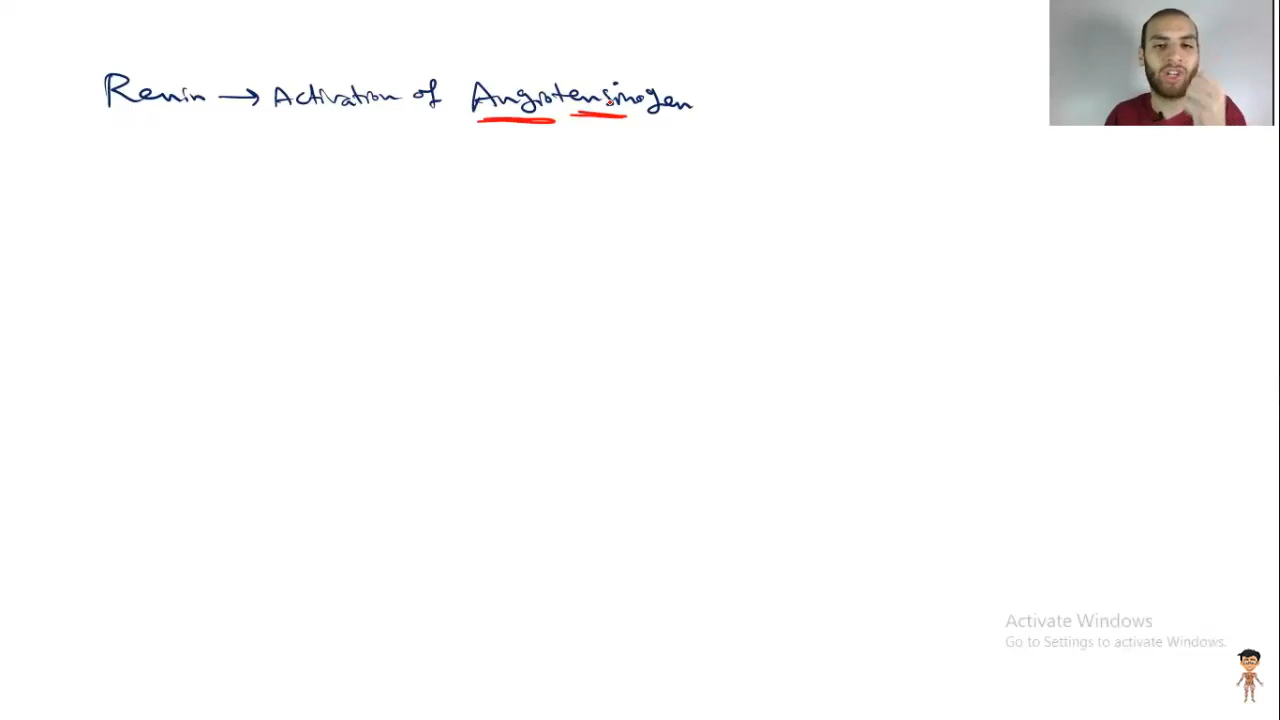 Renin → Activation of Angiotensinogen
Activate Windows
Go to Settings to activate Windows.